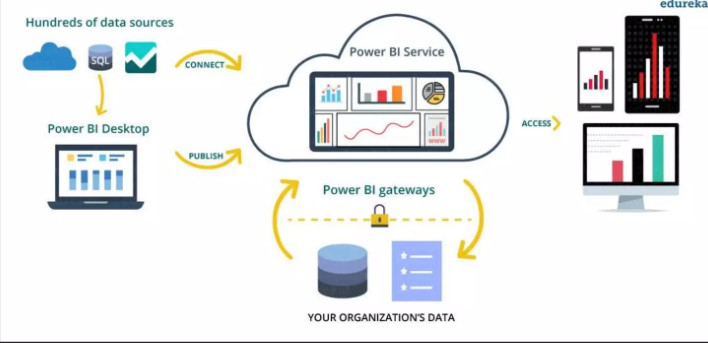 edureka
Hundreds of data sources
SQL
CONNECT
Power BI Service
www
Power BI Desktop
PUBLISH
ACCESS
Power BI gateways
YOUR ORGANIZATION'S DATA